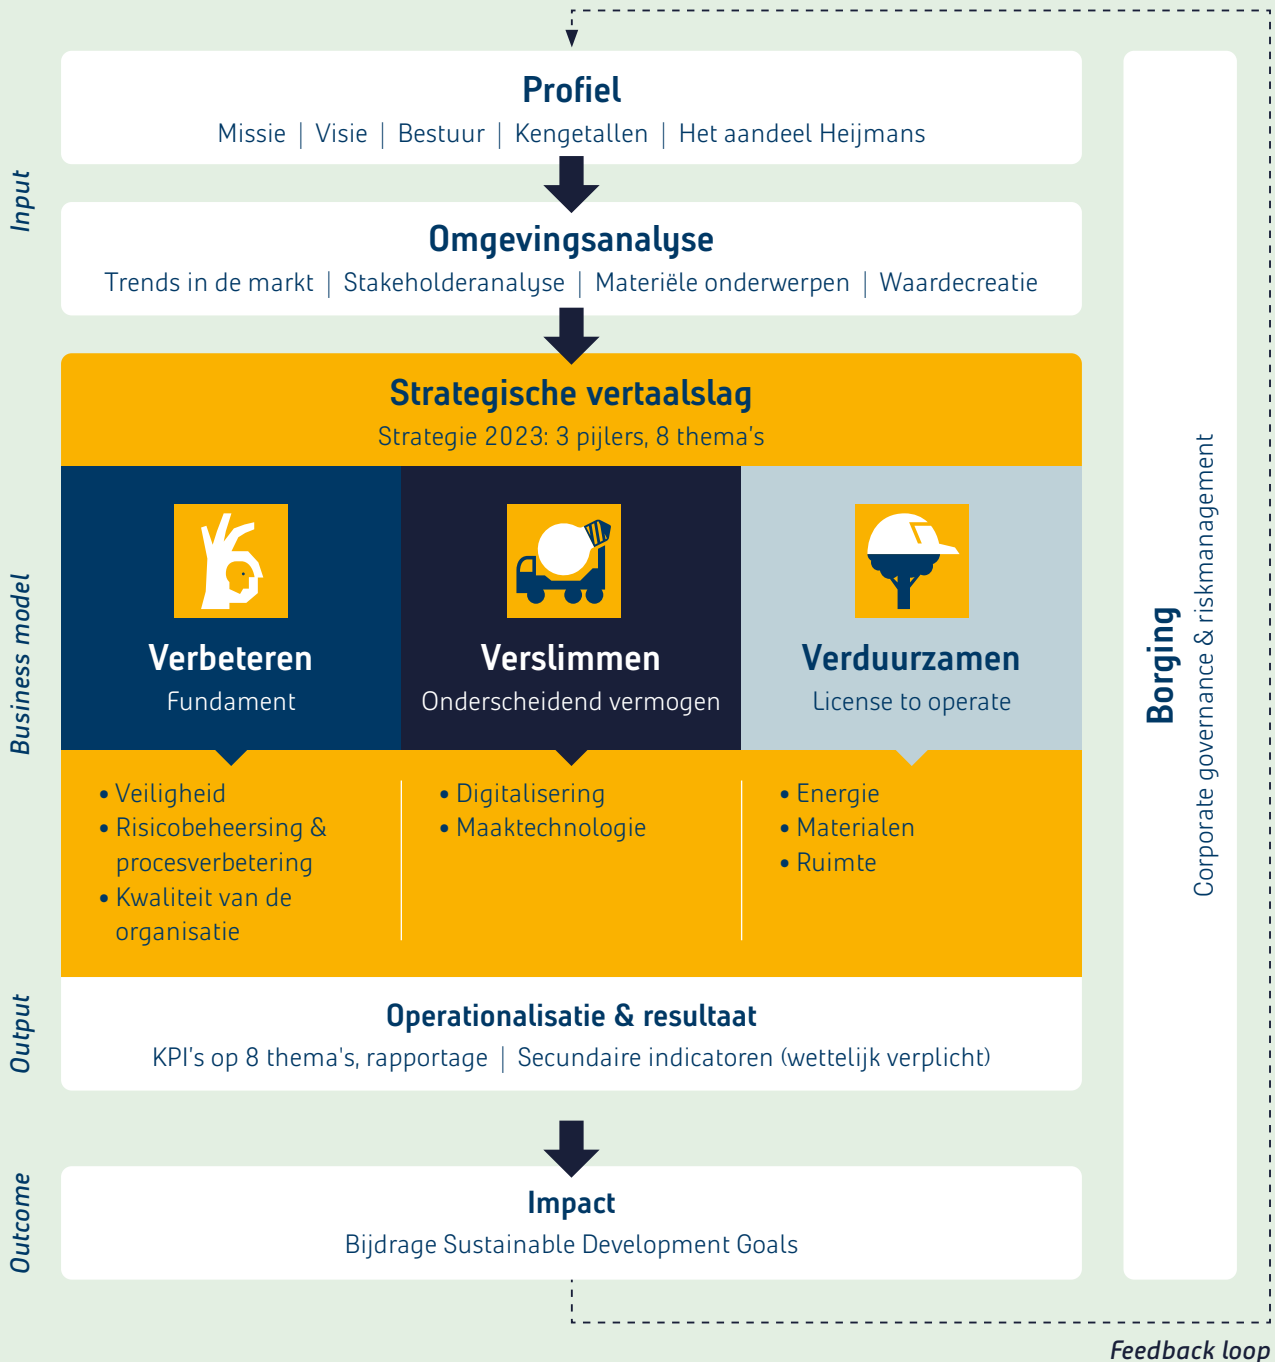 Profiel
Missie | Visie | Bestuur | Kengetallen | Het aandeel Heijmans
Input
Omgevingsanalyse
Trends in de markt | Stakeholderanalyse | Materiële onderwerpen | Waardecreatie
Strategische vertaalslag
Strategie 2023: 3 pijlers, 8 thema's
Business model
Verbeteren
Fundament
• Veiligheid
• Risicobeheersing &
procesverbetering
• Kwaliteit van de
organisatie
Verslimmen
Onderscheidend vermogen
• Digitalisering
• Maaktechnologie
Verduurzamen
License to operate
• Energie
• Materialen
• Ruimte
Output
Operationalisatie & resultaat
KPI's op 8 thema's, rapportage | Secundaire indicatoren (wettelijk verplicht)
Outcome
Impact
Bijdrage Sustainable Development Goals
Borging
Corporate governance & riskmanagement
Feedback loop